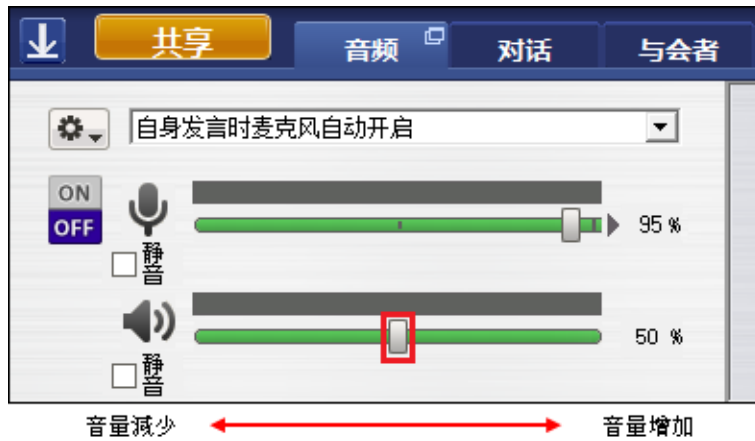 共享 音频 对话 与会者
自身发言时麦克风自动开启
ON
OFF
95 %
静音
50 %
静音
音量减少 音量增加